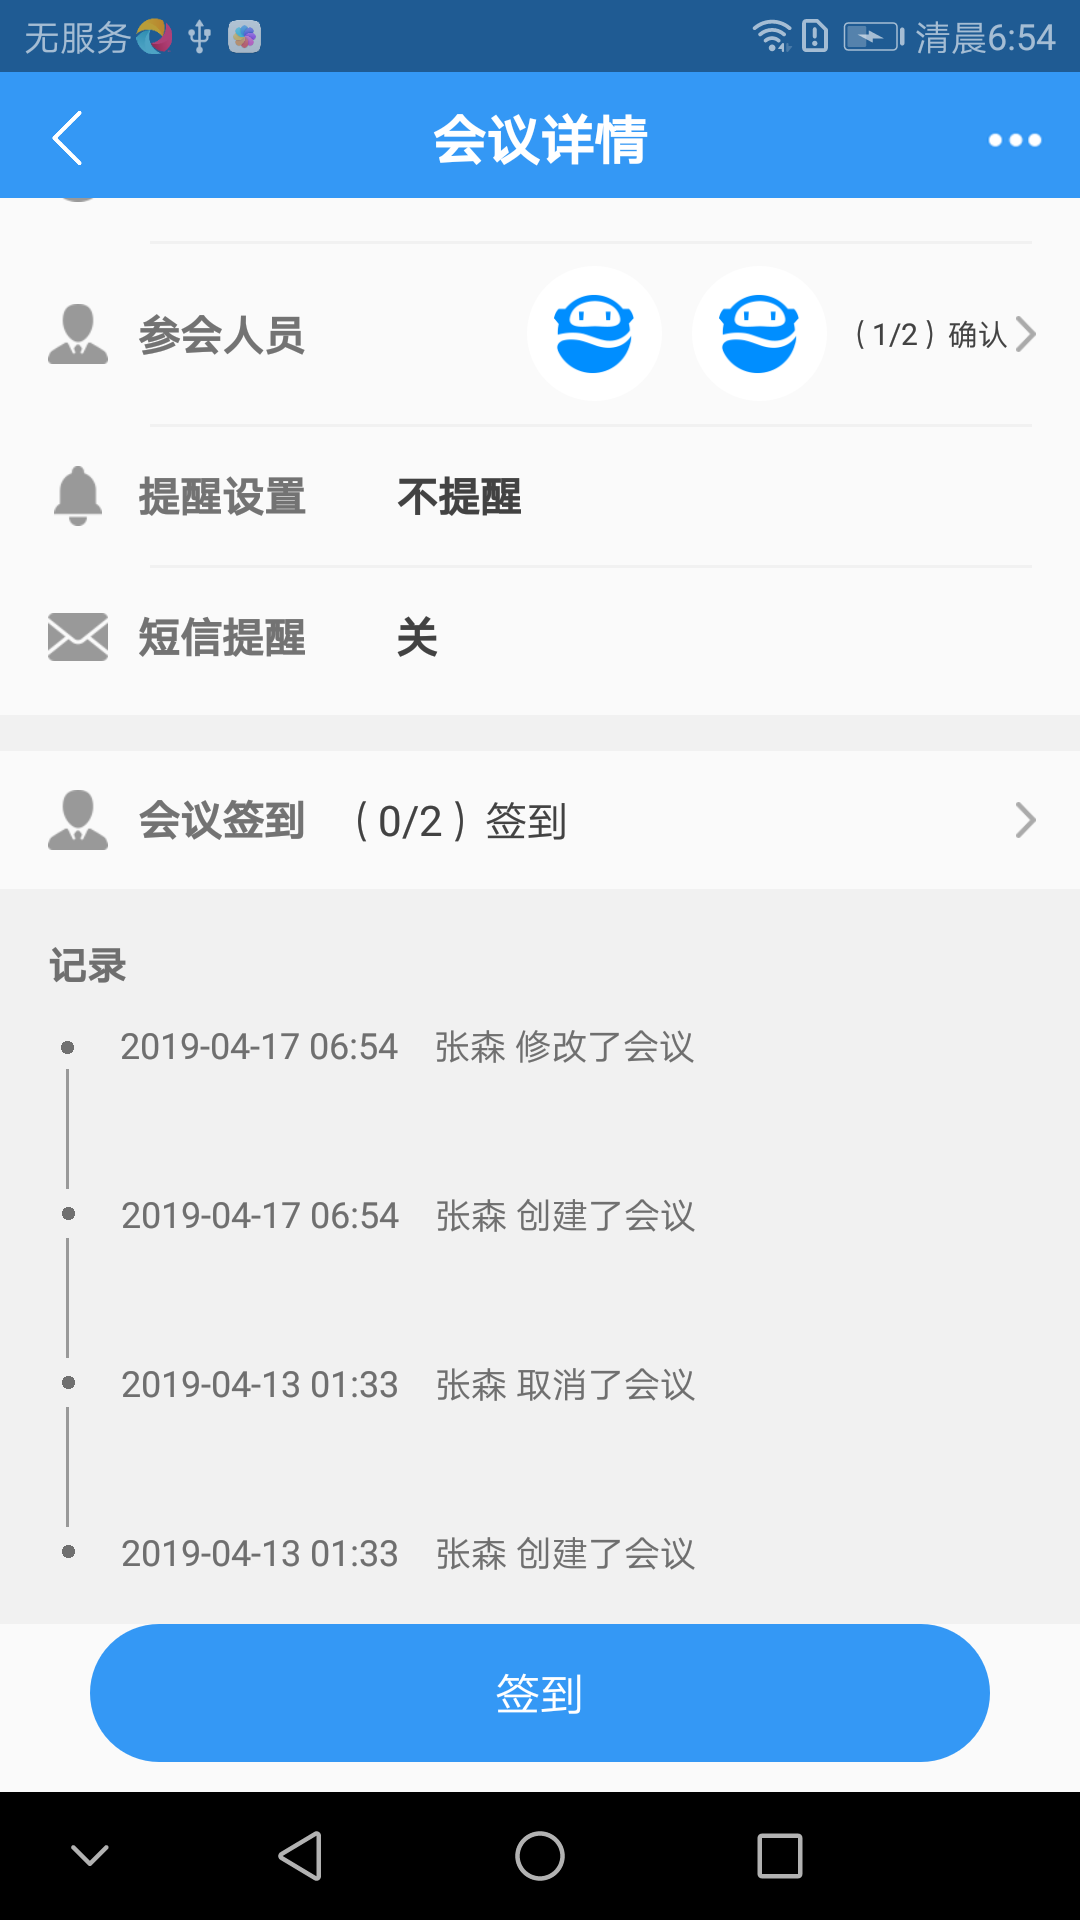 无服务 清晨6:54
会议详情
参会人员 （1/2）确认
提醒设置 不提醒
短信提醒 关
会议签到 （0/2）签到
记录
2019-04-17 06:54 张森 修改了会议
2019-04-17 06:54 张森 创建了会议
2019-04-13 01:33 张森 取消了会议
2019-04-13 01:33 张森 创建了会议
签到